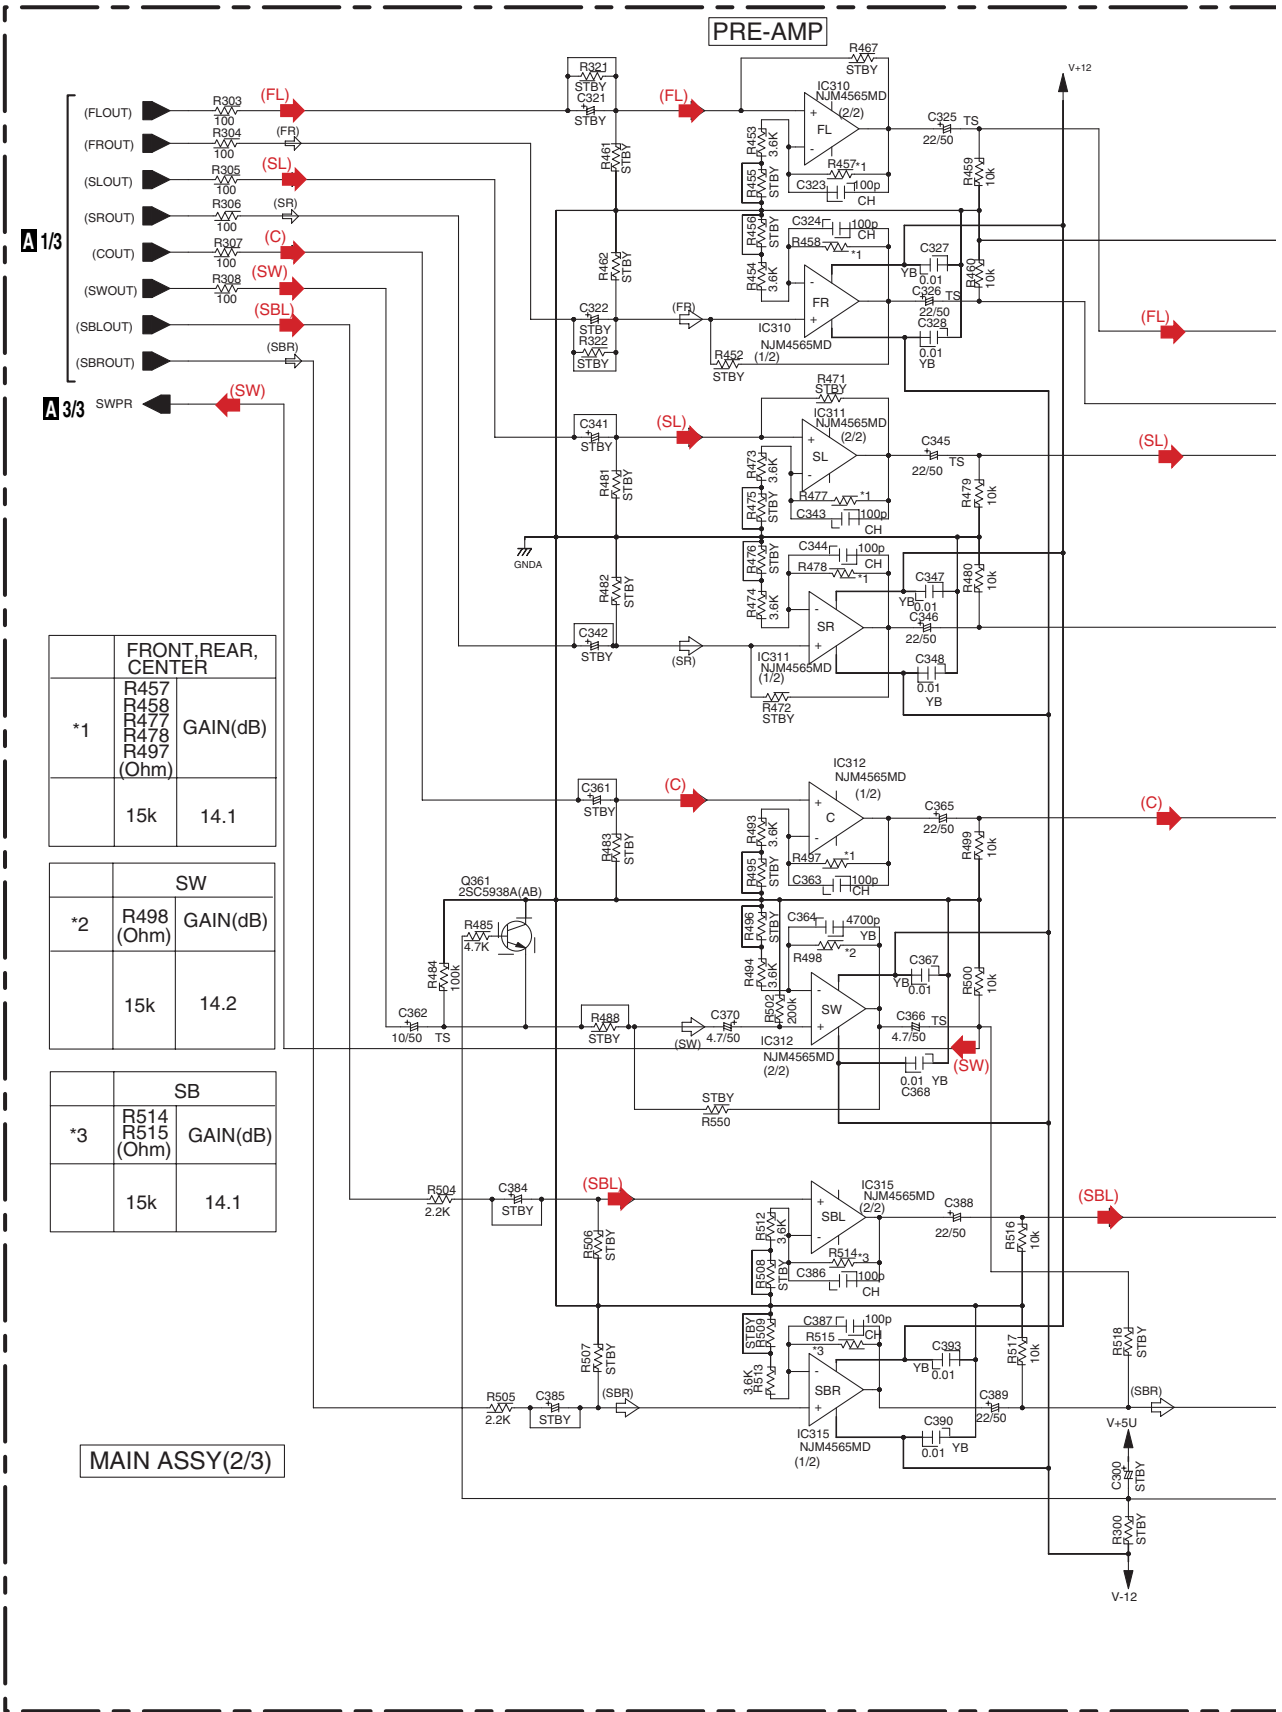 PRE-AMP
R467
STBY
V+12
R321
STBY
C321
STBY
IC310
NJM4565MD
(2/2)
(FL)
(FL)
(FLOUT)
R303
100
(FROUT)
R304
100
(FR)
(SLOUT)
R305
100
(SL)
(SROUT)
R306
100
(SR)
A 1/3
(COUT)
R307
100
(C)
(SWOUT)
R308
100
(SW)
(SBLOUT)
(SBL)
(SBROUT)
(SBR)
A 3/3
SWPR
(SW)
+
-
FL
C325
TS
22/50
R453
3.6K
R461
STBY
R455
STBY
R457
*1
C323
100p
CH
R459
10k
R456
STBY
C324
100p
CH
R458
*1
R462
STBY
R454
3.6K
C327
YB
0.01
R460
10k
C326
TS
22/50
C328
0.01
YB
-
+
FR
C322
STBY
R322
STBY
(FR)
IC310
NJM4565MD
(1/2)
R452
STBY
(FL)
R471
STBY
IC311
NJM4565MD
(2/2)
C341
STBY
(SL)
+
-
SL
C345
TS
22/50
(SL)
R473
3.6K
R481
STBY
R475
STBY
R477
*1
C343
100p
CH
R479
10k
GNDA
R476
STBY
C344
100p
CH
R478
*1
R482
STBY
R474
3.6K
C347
YB
0.01
R480
10k
C346
22/50
-
+
SR
C342
STBY
(SR)
IC311
NJM4565MD
(1/2)
C348
0.01
YB
R472
STBY
FRONT,REAR,
CENTER
*1
R457
R458
R477
R478
R497
(Ohm)
GAIN(dB)
15k
14.1
IC312
NJM4565MD
(1/2)
C361
STBY
(C)
+
-
C
C365
22/50
(C)
R493
3.6K
R483
STBY
R495
STBY
R497
*1
C363
100p
CH
R499
10k
SW
*2
R498
(Ohm)
GAIN(dB)
15k
14.2
Q361
2SC5938A(AB)
R485
4.7K
R484
100k
R496
STBY
C364
4700p
YB
R498
*2
R494
3.6K
R502
200k
C367
YB
0.01
R500
10k
-
+
SW
C362
10/50
TS
R488
STBY
(SW)
C370
4.7/50
IC312
NJM4565MD
(2/2)
C366
TS
4.7/50
(SW)
0.01
YB
C368
STBY
R550
SB
*3
R514
R515
(Ohm)
GAIN(dB)
15k
14.1
R504
2.2K
C384
STBY
(SBL)
IC315
NJM4565MD
(2/2)
+
-
SBL
C388
22/50
(SBL)
R512
3.6K
R506
STBY
R508
STBY
R514
*3
C386
100p
CH
R516
10k
STBY
R509
C387
100p
CH
R515
*3
R507
STBY
3.6K
R513
C393
YB
0.01
R517
10k
R518
STBY
-
+
SBR
R505
2.2K
C385
STBY
(SBR)
C389
22/50
(SBR)
IC315
NJM4565MD
(1/2)
C390
0.01
YB
V+5U
C300
STBY
MAIN ASSY(2/3)
R300
STBY
V-12